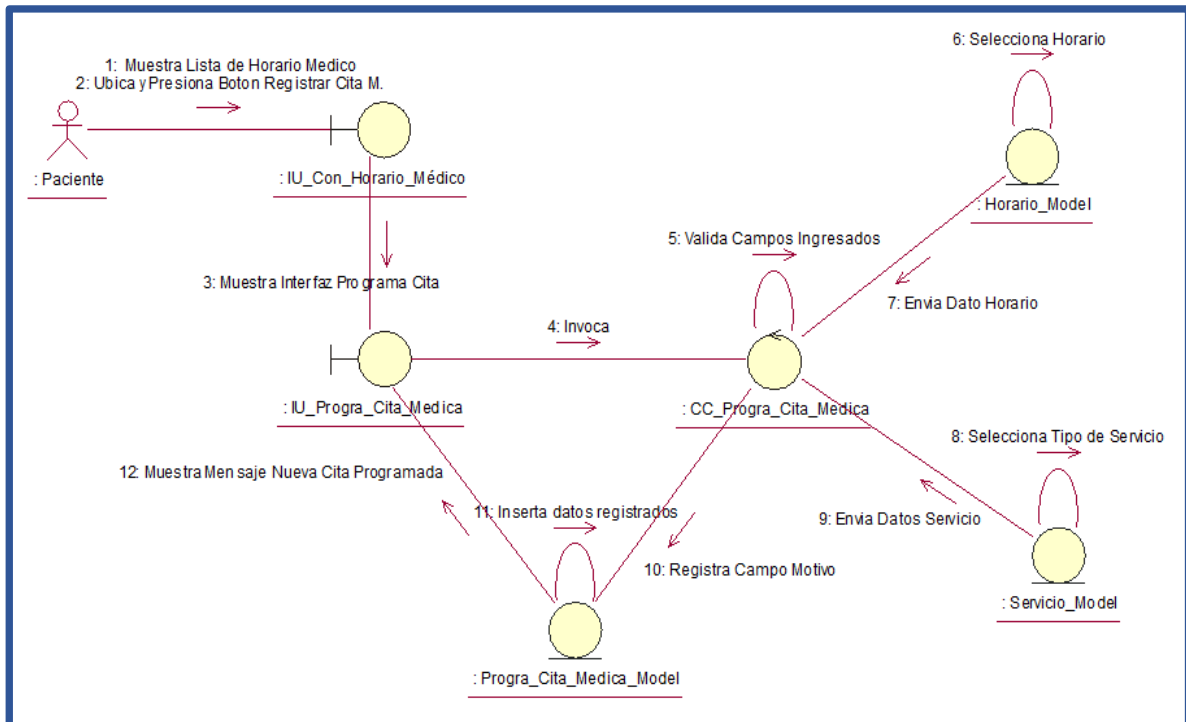 1: Muestra Lista de Horario Medico
2: Ubica y Presiona Boton Registrar Cita M.
: Paciente
: IU_Con_Horario_Médico
6: Selecciona Horario
: Horario_Model
3: Muestra Interfaz Programa Cita
5: Valida Campos Ingresados
7: Envia Dato Horario
4: Invoca
: IU_Progra_Cita_Medica
: CC_Progra_Cita_Medica
8: Selecciona Tipo de Servicio
12: Muestra Mensaje Nueva Cita Programada
11: Inserta datos registrados
9: Envia Datos Servicio
10: Registra Campo Motivo
: Servicio_Model
: Progra_Cita_Medica_Model